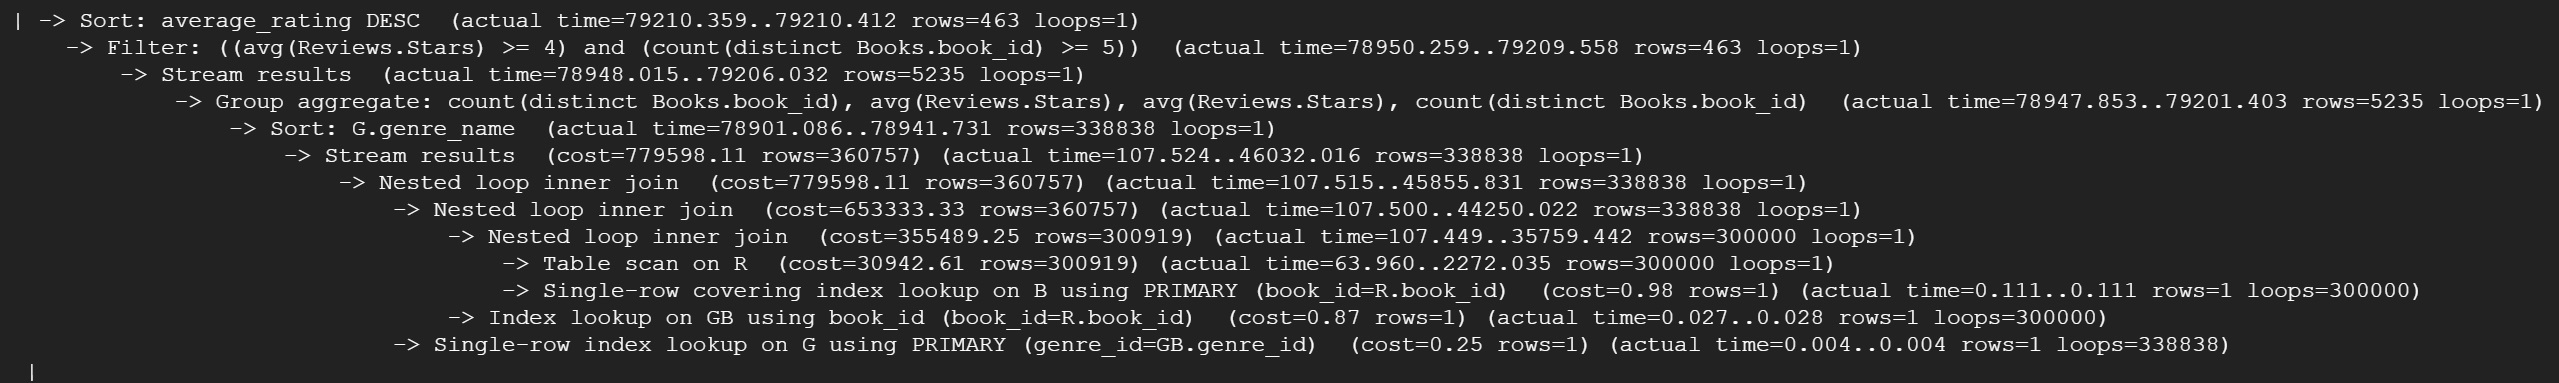 | -> Sort: average_rating DESC  (actual time=79210.359..79210.412 rows=463 loops=1)
-> Filter: ((avg(Reviews.Stars) >= 4) and (count(distinct Books.book_id) >= 5))  (actual time=78950.259..79209.558 rows=463 loops=1)
-> Stream results  (actual time=78948.015..79206.032 rows=5235 loops=1)
-> Group aggregate: count(distinct Books.book_id), avg(Reviews.Stars), avg(Reviews.Stars), count(distinct Books.book_id)  (actual time=78947.853..79201.403 rows=5235 loops=1)
-> Sort: G.genre_name  (actual time=78901.086..78941.731 rows=338838 loops=1)
-> Stream results  (cost=779598.11 rows=360757) (actual time=107.524..46032.016 rows=338838 loops=1)
-> Nested loop inner join  (cost=779598.11 rows=360757) (actual time=107.515..45855.831 rows=338838 loops=1)
-> Nested loop inner join  (cost=653333.33 rows=360757) (actual time=107.500..44250.022 rows=338838 loops=1)
-> Nested loop inner join  (cost=355489.25 rows=300919) (actual time=107.449..35759.442 rows=300000 loops=1)
-> Table scan on R  (cost=30942.61 rows=300919) (actual time=63.960..2272.035 rows=300000 loops=1)
-> Single-row covering index lookup on B using PRIMARY (book_id=R.book_id)  (cost=0.98 rows=1) (actual time=0.111..0.111 rows=1 loops=300000)
-> Index lookup on GB using book_id (book_id=R.book_id)  (cost=0.87 rows=1) (actual time=0.027..0.028 rows=1 loops=300000)
-> Single-row index lookup on G using PRIMARY (genre_id=GB.genre_id)  (cost=0.25 rows=1) (actual time=0.004..0.004 rows=1 loops=338838)
|